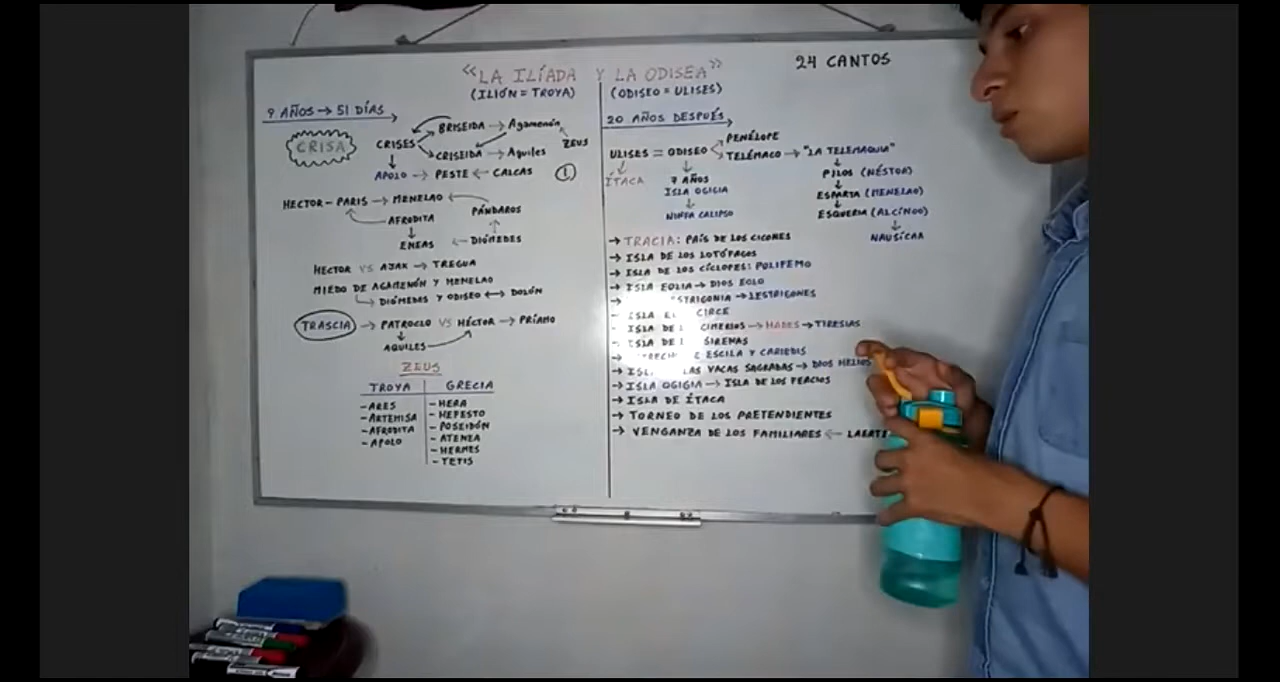 "LA ILÍADA Y LA ODISEA"
24 CANTOS
(ILIÓN = TROYA)
(ODISEO = ULISES)
9 AÑOS → 51 DÍAS
CRISA
CRISES
BRISEIDA → Agamenón
ZEUS
CRISEIDA → Aquiles
APOLO → PESTE ← CALCAS
①
HECTOR - PARIS → MENELAO
AFRODITA
PÁNDAROS
ENEAS ← DIÓMEDES
HECTOR VS AJAX → TREGUA
MIEDO DE AGAMENÓN Y MENELAO
DIÓMEDES Y ODISEO ↔ DOLÓN
TRASCIA → PATROCLO VS HÉCTOR → PRÍAMO
AQUILES
ZEUS
TROYA
GRECIA
-ARES
-ARTEMISA
-AFRODITA
-APOLO
-HERA
-HEFESTO
-POSEIDÓN
-ATENEA
-HERMES
-TETIS
20 AÑOS DESPUÉS
ULISES = ODISEO
PENÉLOPE
TELÉMACO → "LA TELEMAQUIA"
ÍTACA
7 AÑOS
ISLA OGIGIA
NINFA CALIPSO
PILOS (NÉSTOR)
ESPARTA (MENELAO)
ESQUERIA (ALCÍNOO)
NAUSÍCAA
→ TRACIA: PAÍS DE LOS CICONES
→ ISLA DE LOS LOTÓFAGOS
→ ISLA DE LOS CÍCLOPES: POLIFEMO
→ ISLA EOLIA → DIOS EOLO
→ STRIGONIA → LESTRIGONES
ISLA CIRCE
ISLA DE CIMERIOS → HADES → TIRESIAS
ISLA DE SIRENAS
→ ESCILA Y CARIBDIS
→ LAS VACAS SAGRADAS → DIOS HELIOS
→ ISLA OGIGIA → ISLA DE LOS FEACIOS
→ ISLA DE ÍTACA
→ TORNEO DE LOS PRETENDIENTES
→ VENGANZA DE LOS FAMILIARES ← LAERTE